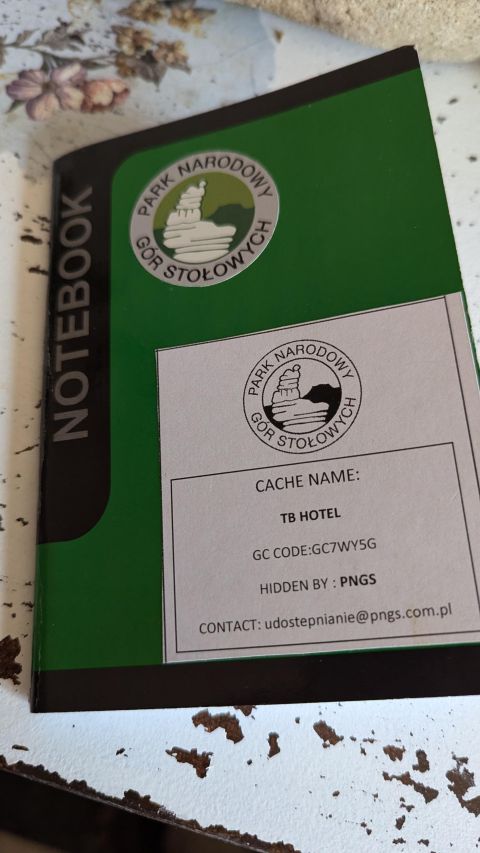 NOTEBOOK
PARK NARODOWY
GÓR STOŁOWYCH
PARK NARODOWY
GÓR STOŁOWYCH
CACHE NAME:
TB HOTEL
GC CODE:GC7WY5G
HIDDEN BY : PNGS
CONTACT: udostepnianie@pngs.com.pl